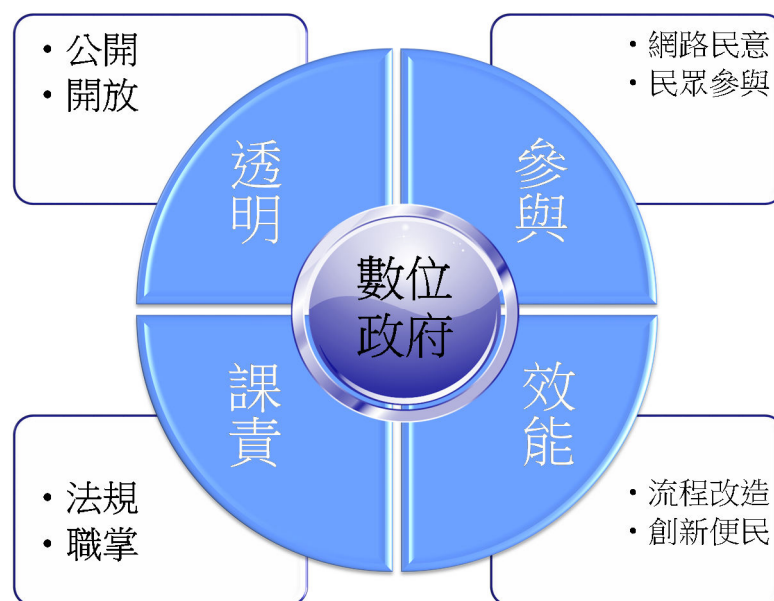 • 公開
• 開放
• 網路民意
• 民眾參與
透明
參與
數位
政府
課責
效能
• 法規
• 職掌
• 流程改造
• 創新便民